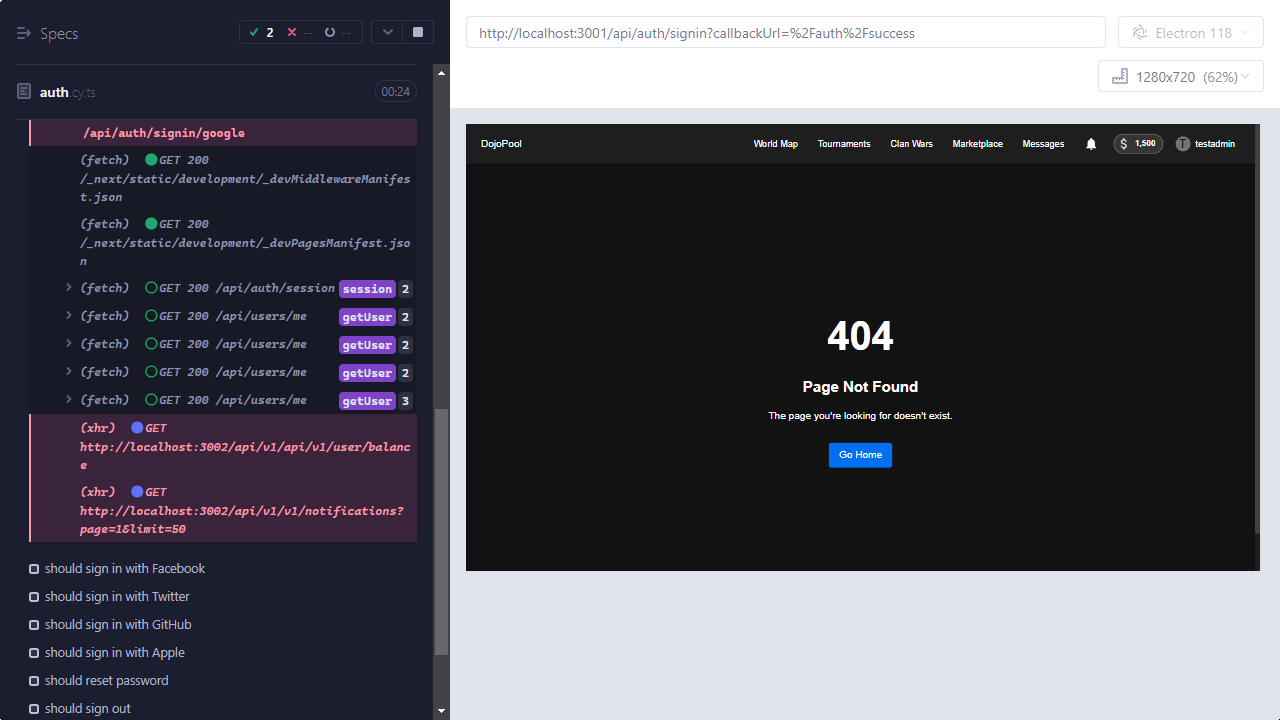 Specs
2
--
--
auth.cy.ts
00:24
/api/auth/signin/google
(fetch) GET 200
/_next/static/development/_devMiddlewareManifes
t.json
(fetch) GET 200
/_next/static/development/_devPagesManifest.jso
n
(fetch) GET 200 /api/auth/session session 2
(fetch) GET 200 /api/users/me getUser 2
(fetch) GET 200 /api/users/me getUser 2
(fetch) GET 200 /api/users/me getUser 2
(fetch) GET 200 /api/users/me getUser 3
(xhr) GET
http://localhost:3002/api/v1/api/v1/user/balanc
e
(xhr) GET
http://localhost:3002/api/v1/v1/notifications?
page=1&limit=50
should sign in with Facebook
should sign in with Twitter
should sign in with GitHub
should sign in with Apple
should reset password
should sign out
http://localhost:3001/api/auth/signin?callbackUrl=%2Fauth%2Fsuccess
Electron 118
1280x720 (62%)
DojoPool
World Map
Tournaments
Clan Wars
Marketplace
Messages
$ 1,500
T testadmin
404
Page Not Found
The page you're looking for doesn't exist.
Go Home